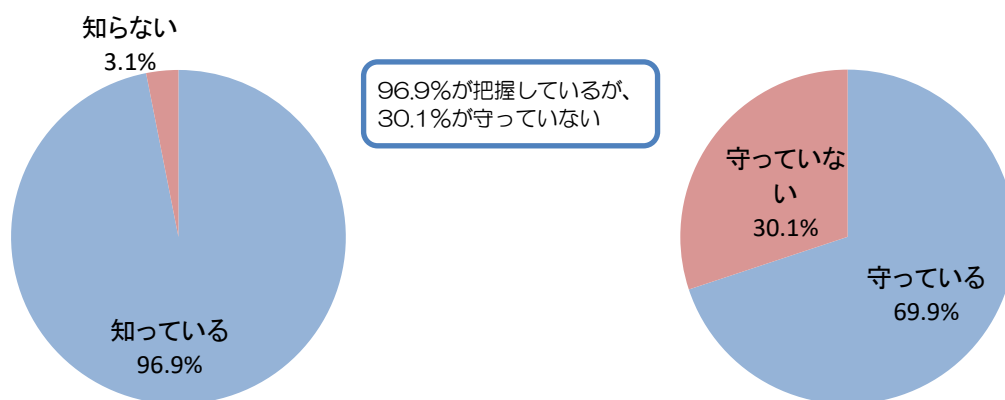 知らない
3.1%
96.9%が把握しているが、
30.1%が守っていない
守っていな
い
30.1%
守っている
69.9%
知っている
96.9%